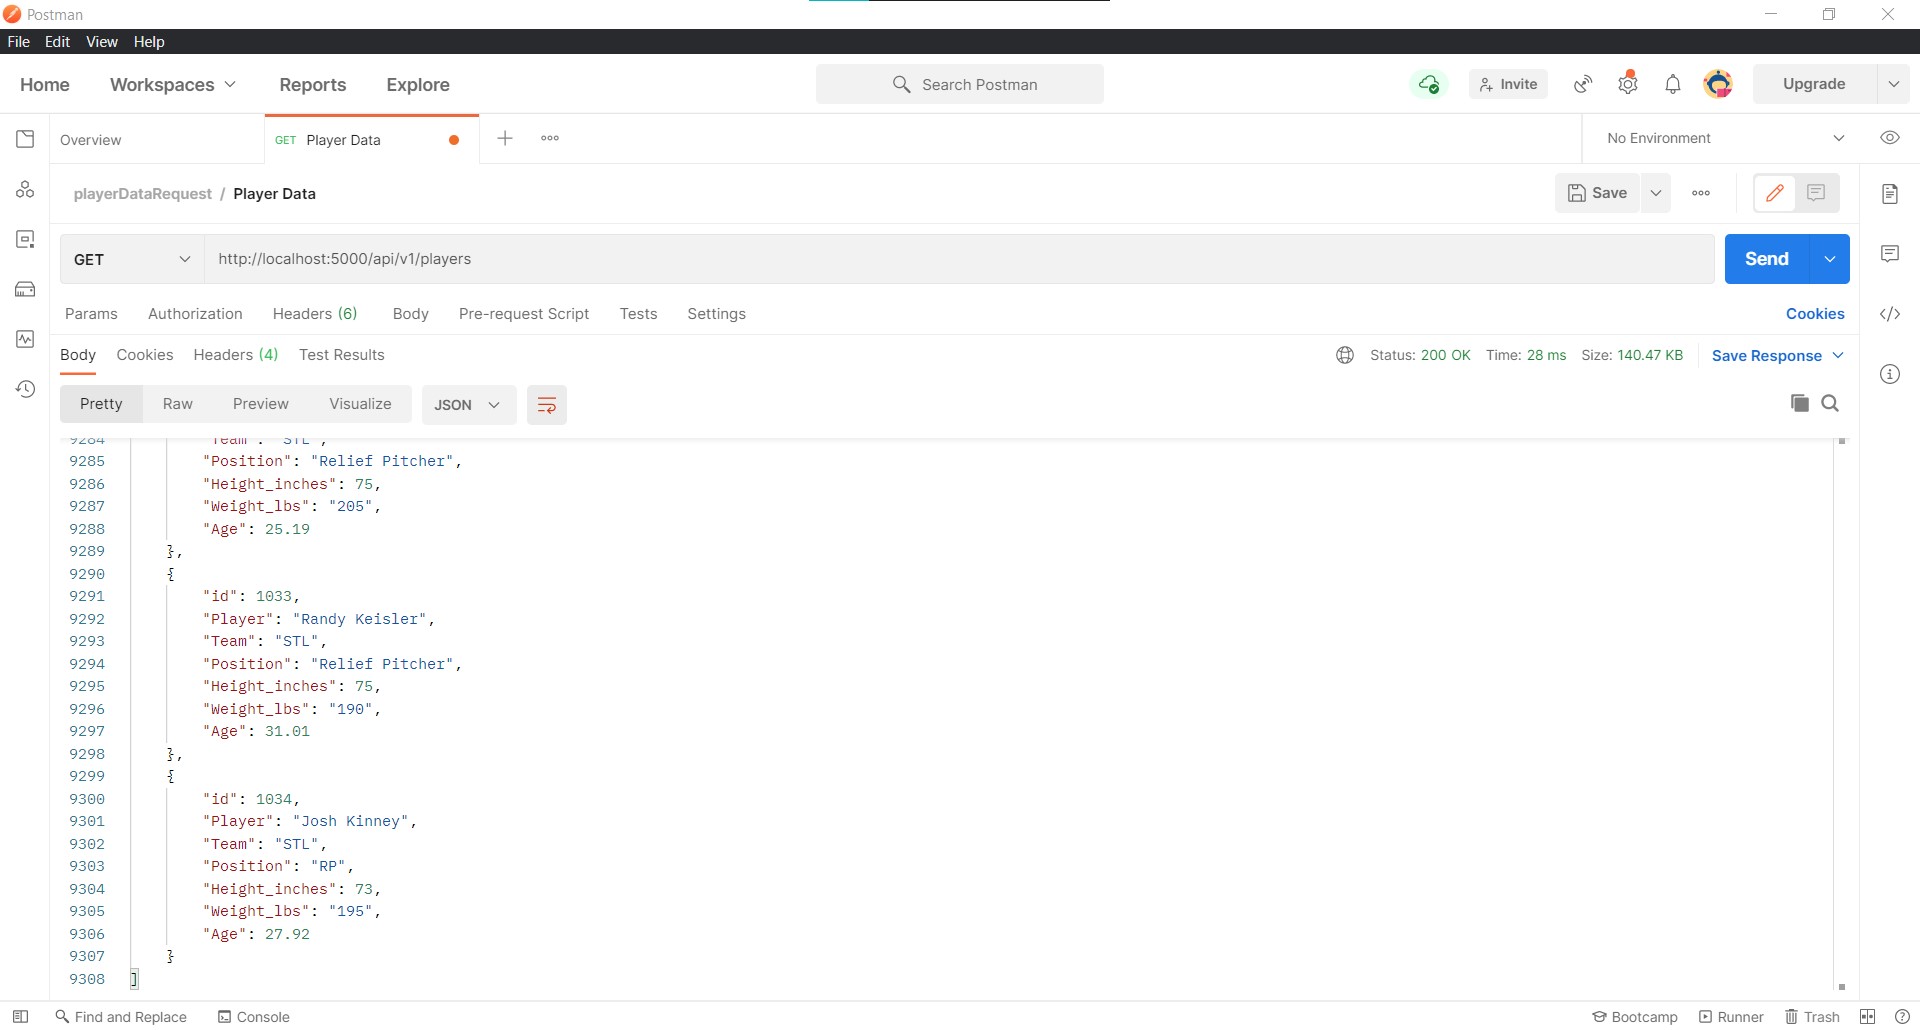 Postman
File Edit View Help
Home Workspaces Reports Explore Search Postman Invite Upgrade
Overview GET Player Data No Environment
playerDataRequest / Player Data Save
GET http://localhost:5000/api/v1/players Send
Params Authorization Headers (6) Body Pre-request Script Tests Settings Cookies
Body Cookies Headers (4) Test Results Status: 200 OK Time: 28 ms Size: 140.47 KB Save Response
Pretty Raw Preview Visualize JSON
9284 "Team": "STL",
9285 "Position": "Relief Pitcher",
9286 "Height_inches": 75,
9287 "Weight_lbs": "205",
9288 "Age": 25.19
9289 },
9290 {
9291 "id": 1033,
9292 "Player": "Randy Keisler",
9293 "Team": "STL",
9294 "Position": "Relief Pitcher",
9295 "Height_inches": 75,
9296 "Weight_lbs": "190",
9297 "Age": 31.01
9298 },
9299 {
9300 "id": 1034,
9301 "Player": "Josh Kinney",
9302 "Team": "STL",
9303 "Position": "RP",
9304 "Height_inches": 73,
9305 "Weight_lbs": "195",
9306 "Age": 27.92
9307 }
9308 ]
Find and Replace Console Bootcamp Runner Trash